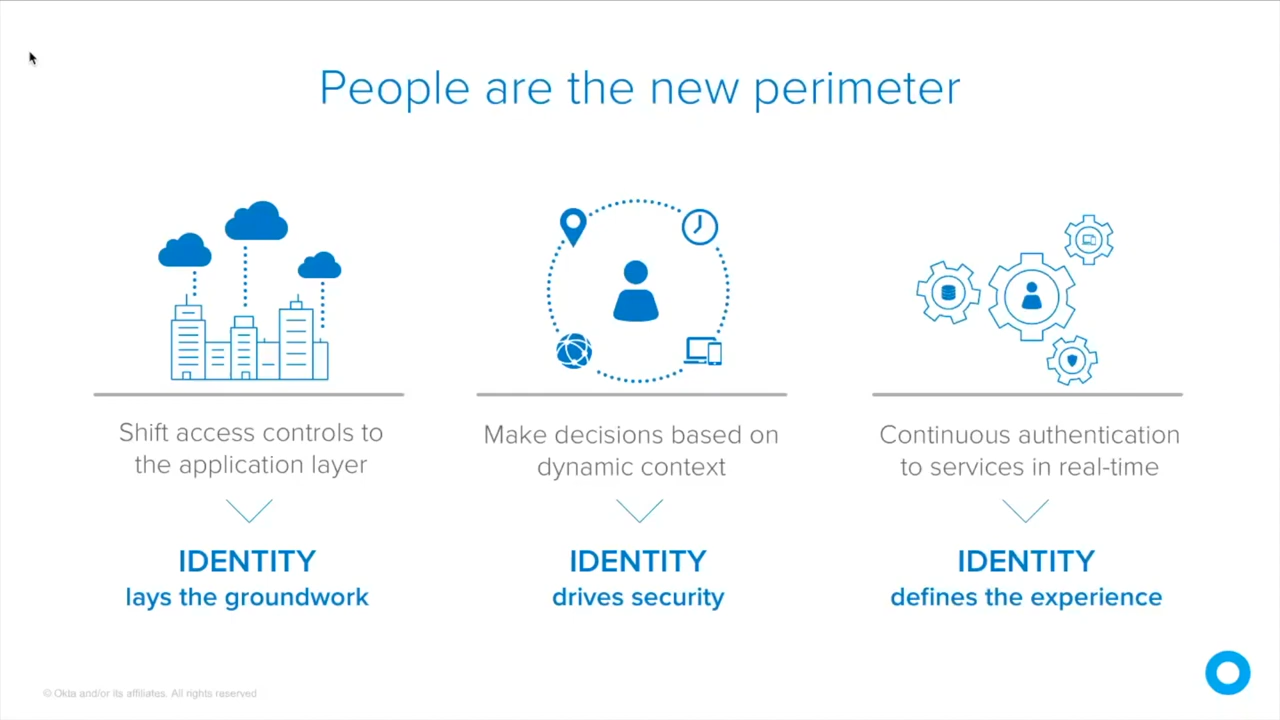 People are the new perimeter
Shift access controls to
the application layer
IDENTITY
lays the groundwork
Make decisions based on
dynamic context
IDENTITY
drives security
Continuous authentication
to services in real-time
IDENTITY
defines the experience
© Okta and/or its affiliates. All rights reserved